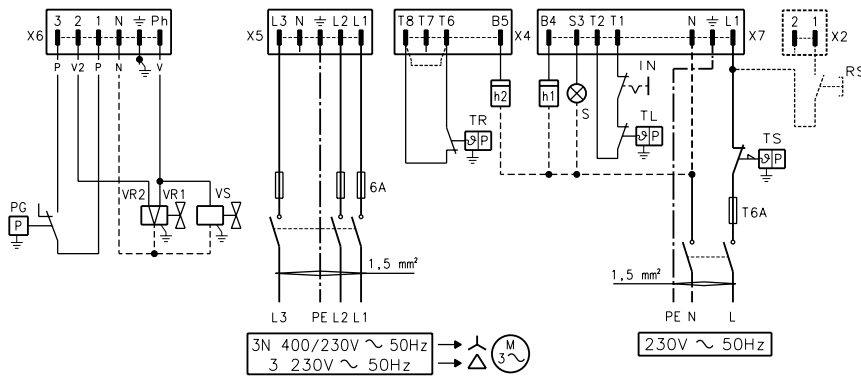 3 2 1 N Ph
X6
P V2 P N V
L3 N L2 L1
X5
T8 T7 T6 B5
X4
B4 S3 T2 T1 N L1
X7
2 1
X2
h2
h1
S
IN
TL
ϑ P
TR
ϑ P
RS
TS
ϑ P
PG
P
VR2 VR1 VS
6A
T6A
1,5 mm²
1,5 mm²
L3 PE L2 L1
PE N L
3N 400/230V ~ 50Hz
3 230V ~ 50Hz
M
3~
230V ~ 50Hz